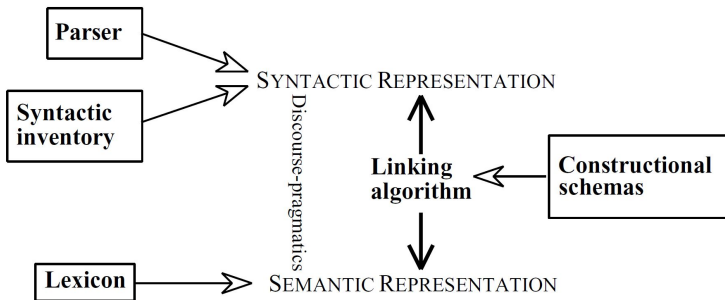 Parser
SYNTACTIC REPRESENTATION
Syntactic
inventory
Discourse-pragmatics
Linking
algorithm
Constructional
schemas
Lexicon
SEMANTIC REPRESENTATION